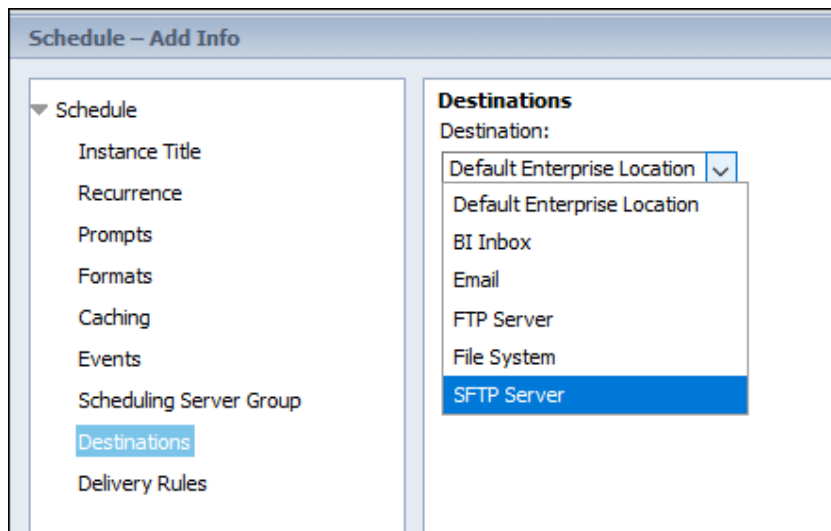 Schedule – Add Info
Schedule
Instance Title
Recurrence
Prompts
Formats
Caching
Events
Scheduling Server Group
Destinations
Delivery Rules
Destinations
Destination:
Default Enterprise Location
Default Enterprise Location
BI Inbox
Email
FTP Server
File System
SFTP Server